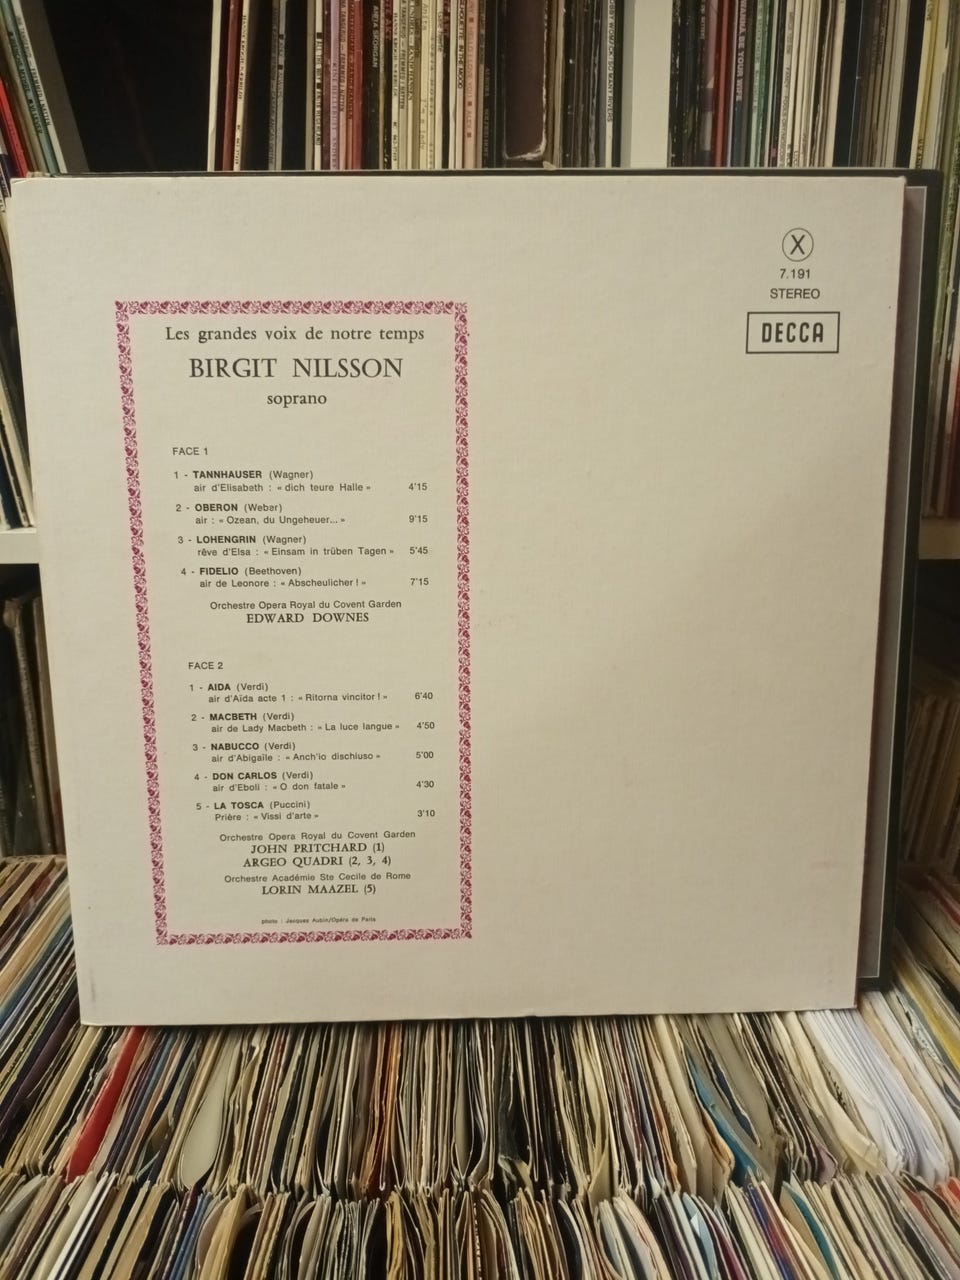 MEX MORGAN
WANNA BE YOUR WIFE
X
7.191
STEREO
DECCA
Les grandes voix de notre temps
BIRGIT NILSSON
soprano
FACE 1
1 - TANNHAUSER (Wagner)
air d'Elisabeth : « dich teure Halle » 4'15
2 - OBERON (Weber)
air : « Ozean, du Ungeheuer... » 9'15
3 - LOHENGRIN (Wagner)
rêve d'Elsa : « Einsam in trüben Tagen » 5'45
4 - FIDELIO (Beethoven)
air de Leonore : « Abscheulicher ! » 7'15
Orchestre Opera Royal du Covent Garden
EDWARD DOWNES
FACE 2
1 - AIDA (Verdi)
air d'Aïda acte 1 : « Ritorna vincitor ! » 6'40
2 - MACBETH (Verdi)
air de Lady Macbeth : « La luce langue » 4'50
3 - NABUCCO (Verdi)
air d'Abigaïle : « Anch'io dischiuso » 5'00
4 - DON CARLOS (Verdi)
air d'Eboli : « O don fatale » 4'30
5 - LA TOSCA (Puccini)
Prière : « Vissi d'arte » 3'10
Orchestre Opera Royal du Covent Garden
JOHN PRITCHARD (1)
ARGEO QUADRI (2, 3, 4)
Orchestre Académie Ste Cecile de Rome
LORIN MAAZEL (5)
photo : Jacques Aubin/Opéra de Paris